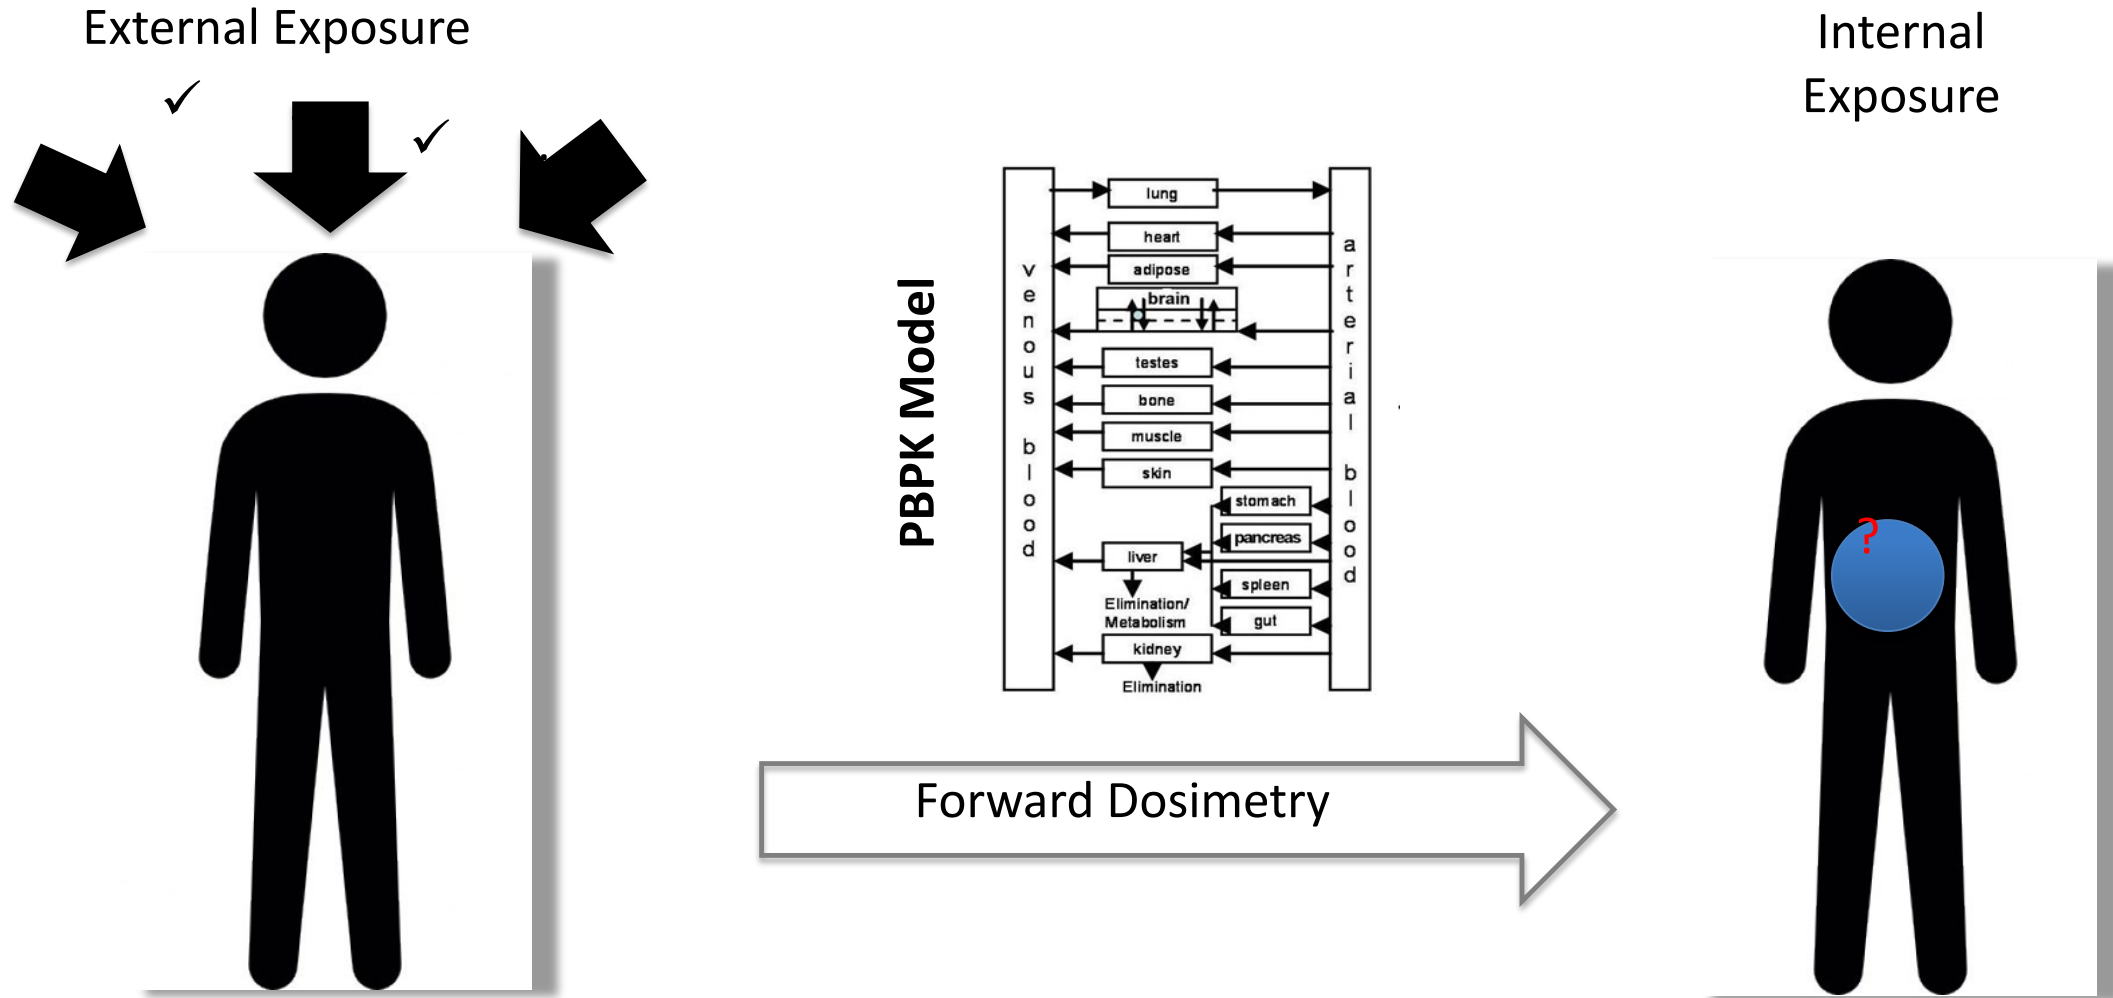 External Exposure
Internal
Exposure
✓
✓
PBPK Model
venous blood
lung
heart
adipose
brain
testes
bone
muscle
skin
stomach
pancreas
liver
spleen
Elimination/
Metabolism
gut
kidney
Elimination
arterial blood
?
Forward Dosimetry